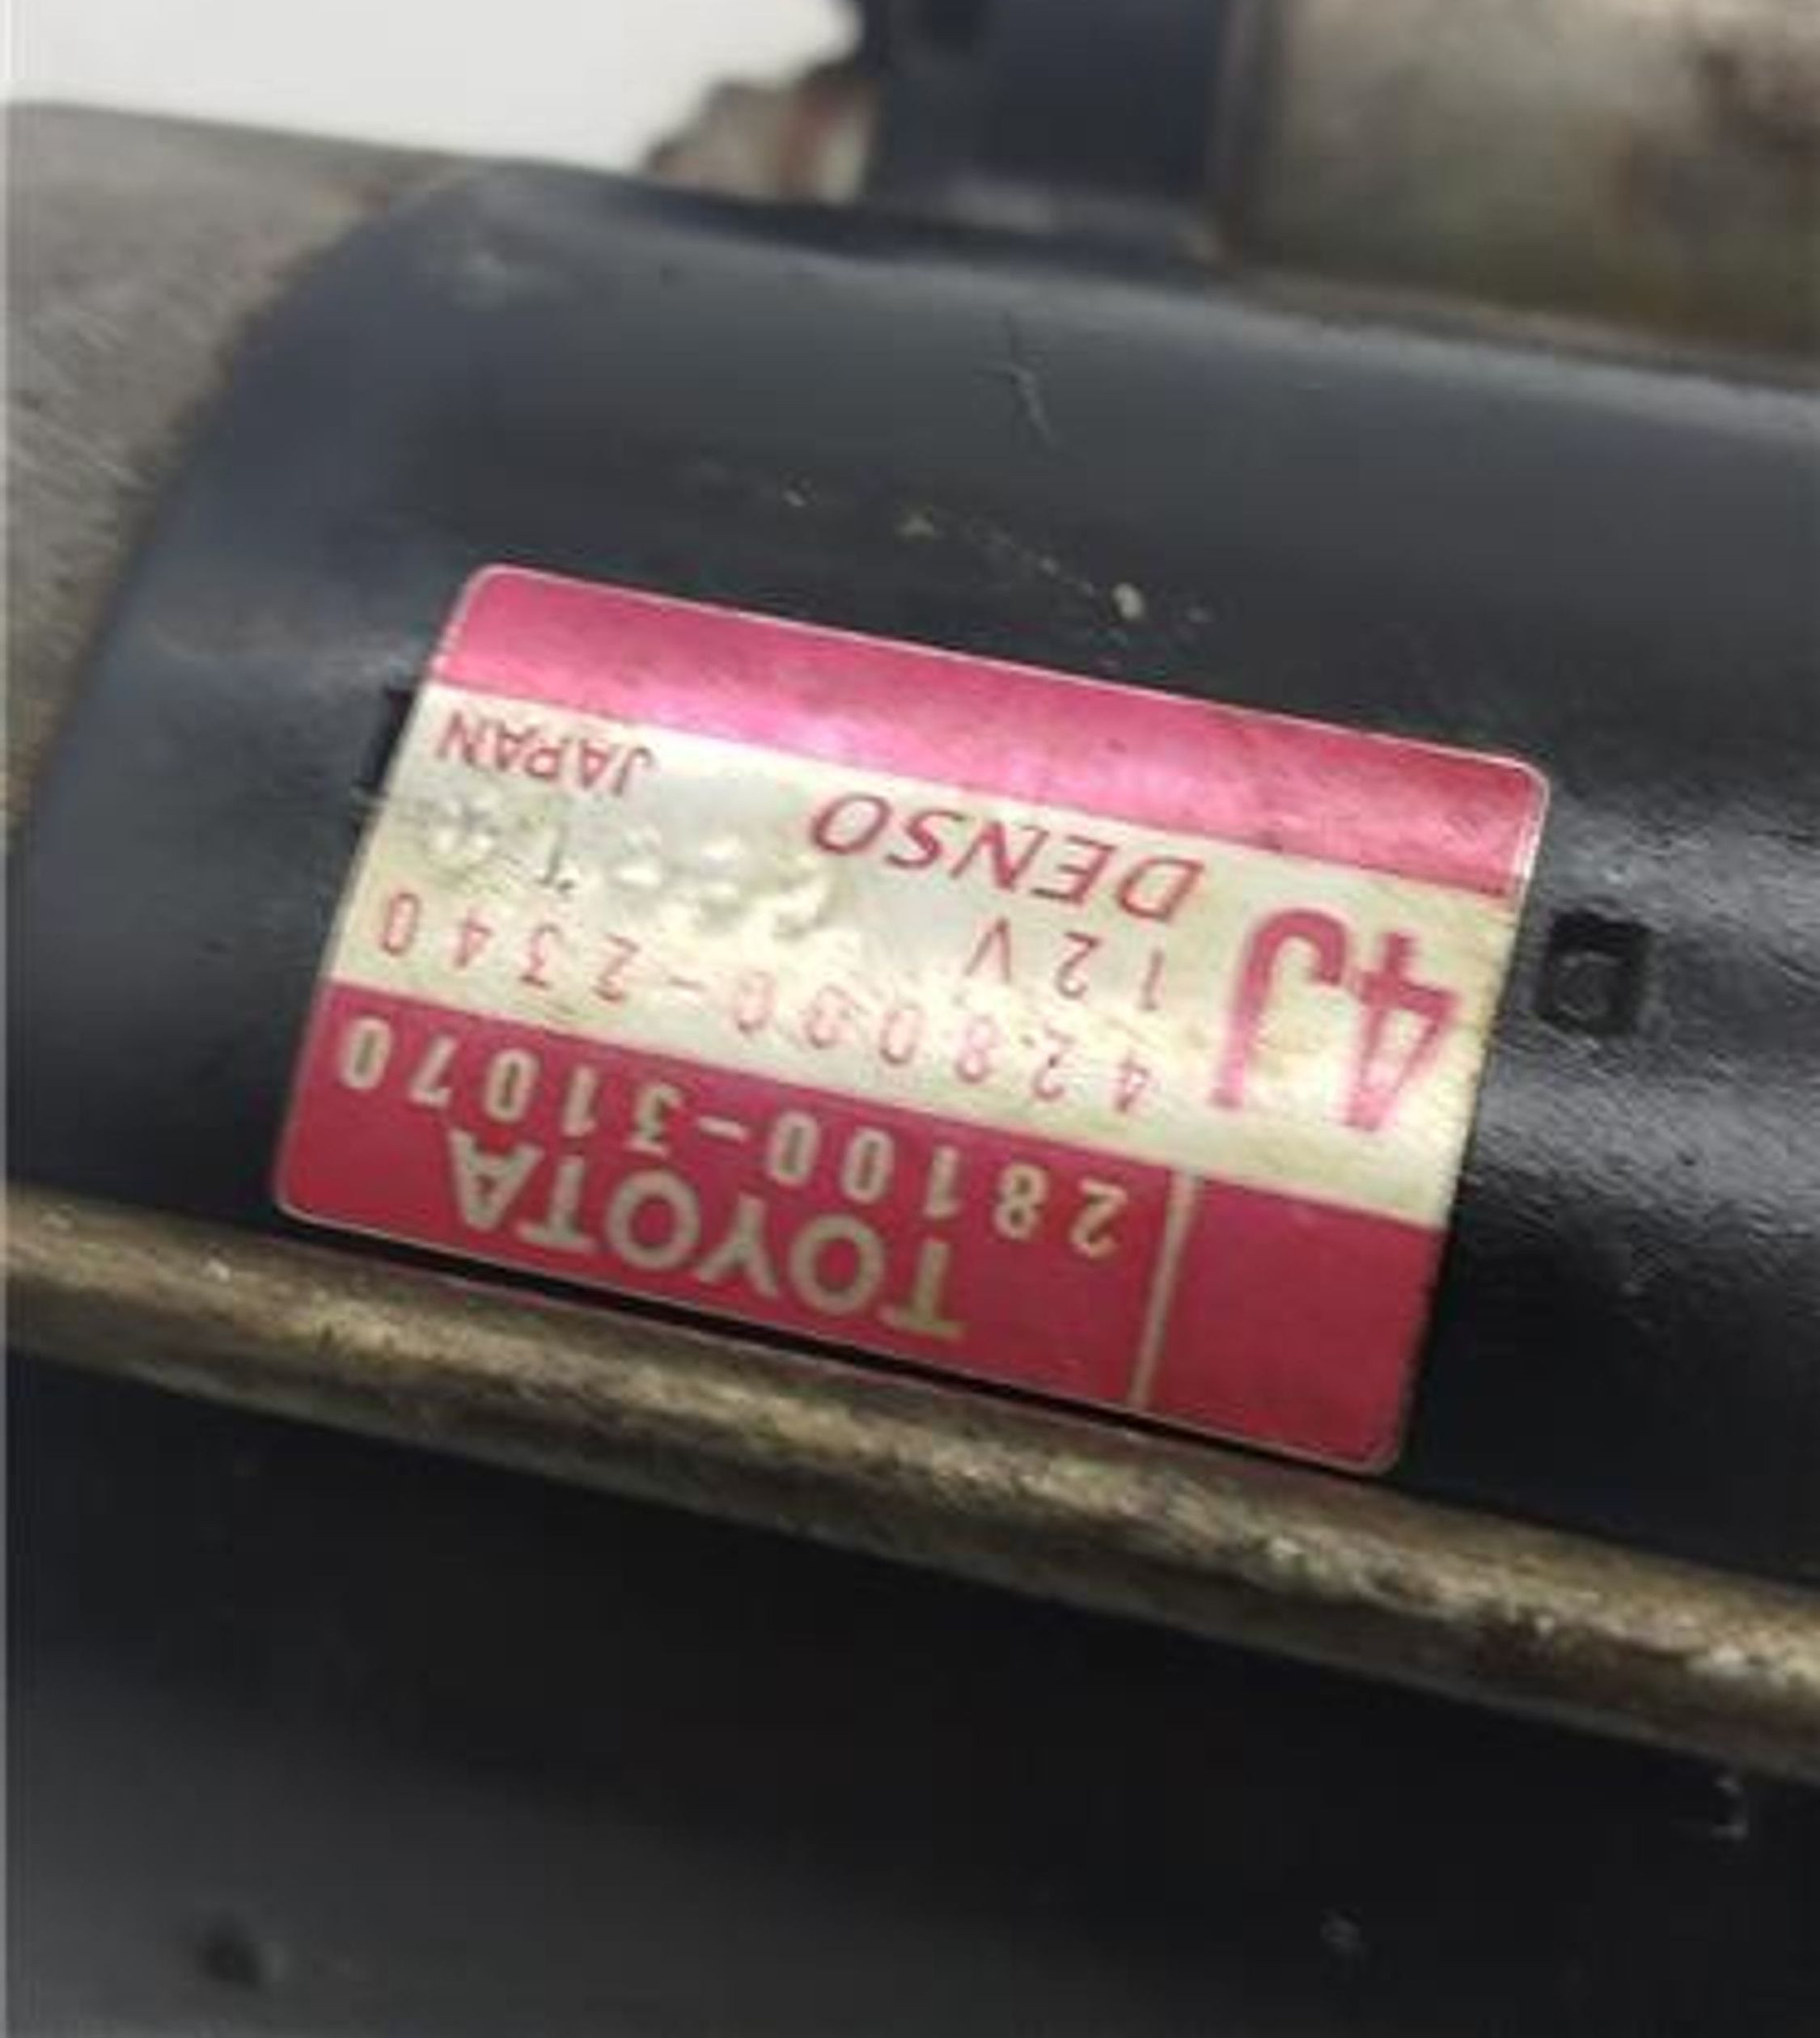 TOYOTA
28100-31070
4J
428000-2340
12V
DENSO
JAPAN